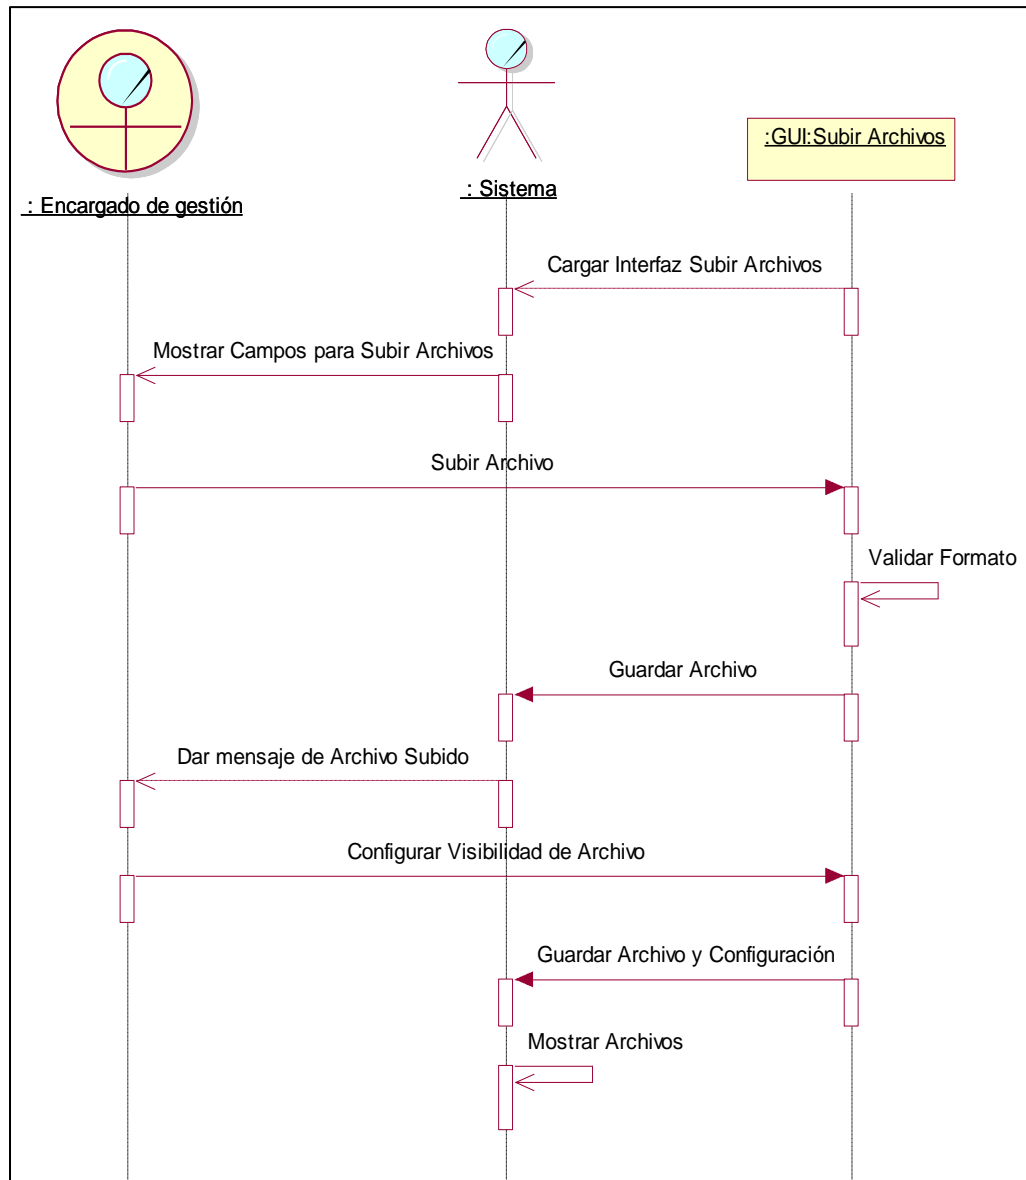 : Encargado de gestión
: Sistema
:GUI:Subir Archivos
Cargar Interfaz Subir Archivos
Mostrar Campos para Subir Archivos
Subir Archivo
Validar Formato
Guardar Archivo
Dar mensaje de Archivo Subido
Configurar Visibilidad de Archivo
Guardar Archivo y Configuración
Mostrar Archivos